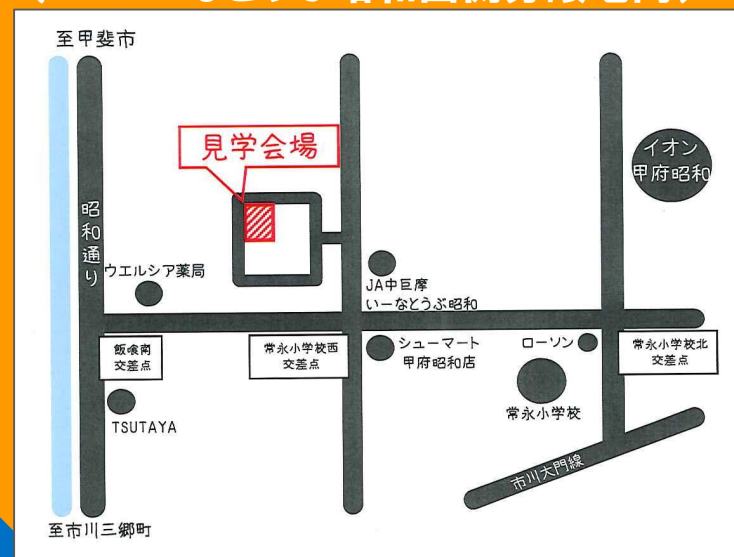 至甲斐市
見学会場
イオン
甲府昭和
昭和通り
ウエルシア薬局
JA中巨摩
いーなとうぶ昭和
飯喰南
交差点
常永小学校西
交差点
シューマート
甲府昭和店
ローソン
常永小学校北
交差点
常永小学校
TSUTAYA
市川大門線
至市川三郷町